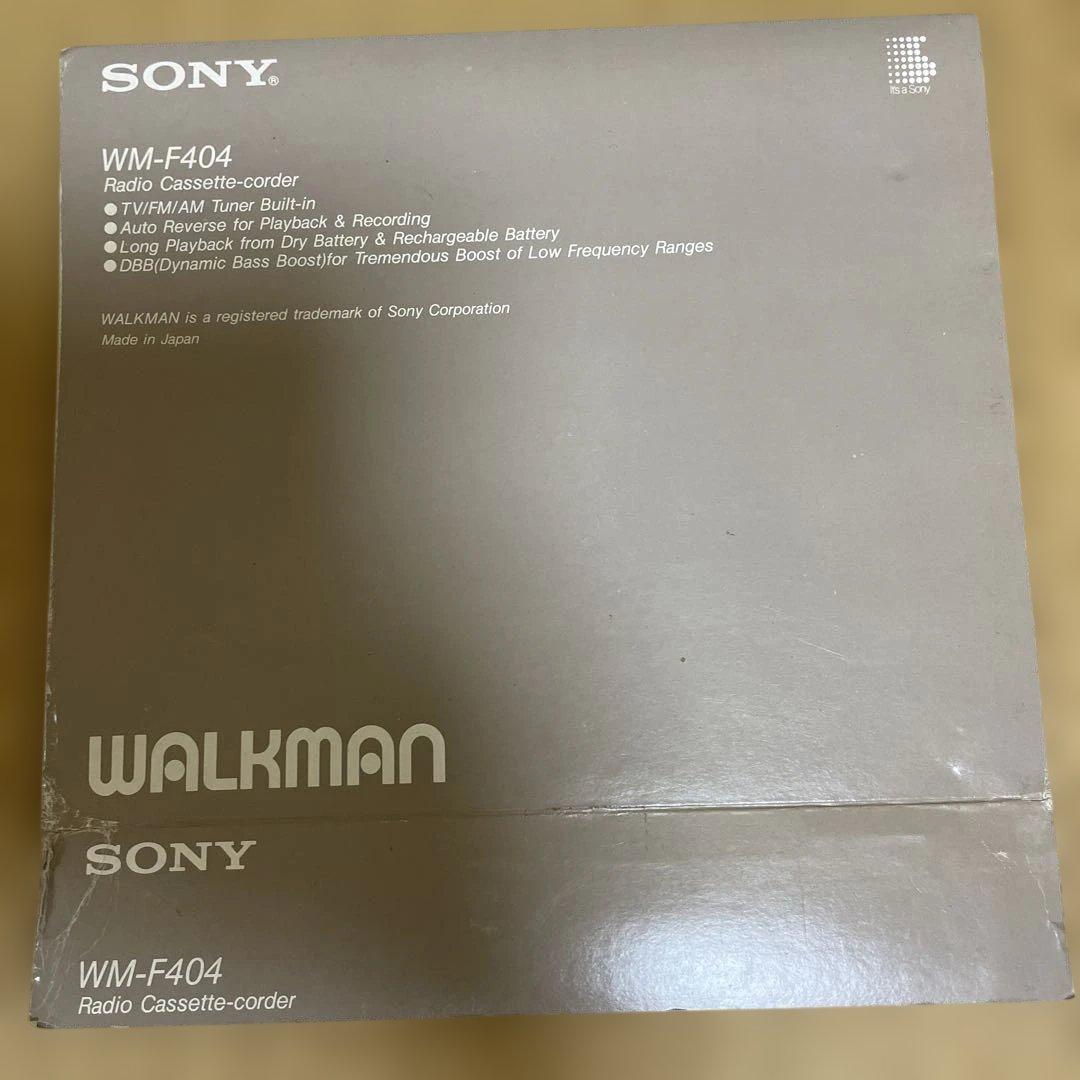 SONY®
It's a Sony
WM-F404
Radio Cassette-corder
●TV/FM/AM Tuner Built-in
●Auto Reverse for Playback & Recording
●Long Playback from Dry Battery & Rechargeable Battery
●DBB(Dynamic Bass Boost)for Tremendous Boost of Low Frequency Ranges
WALKMAN is a registered trademark of Sony Corporation
Made in Japan
WALKMAN
SONY
WM-F404
Radio Cassette-corder